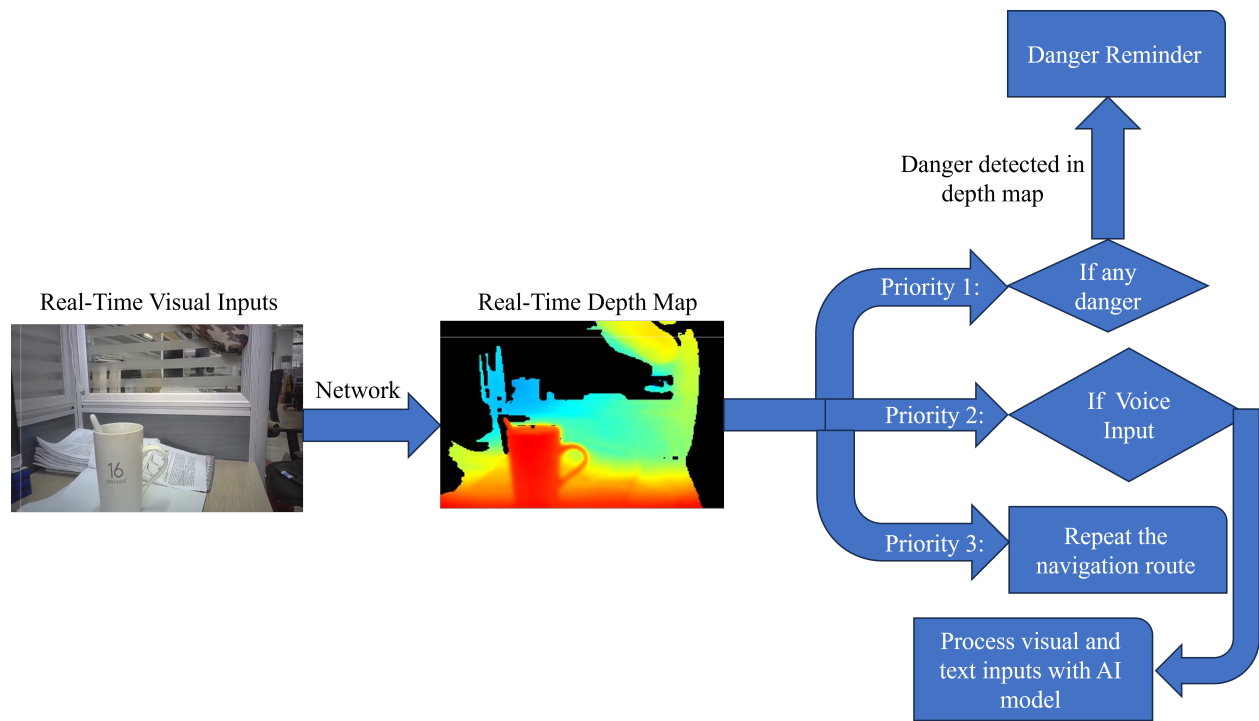 Danger Reminder
Danger detected in
depth map
Real-Time Visual Inputs
Network
Real-Time Depth Map
Priority 1:
If any
danger
Priority 2:
If Voice
Input
Priority 3:
Repeat the
navigation route
Process visual and
text inputs with AI
model
16